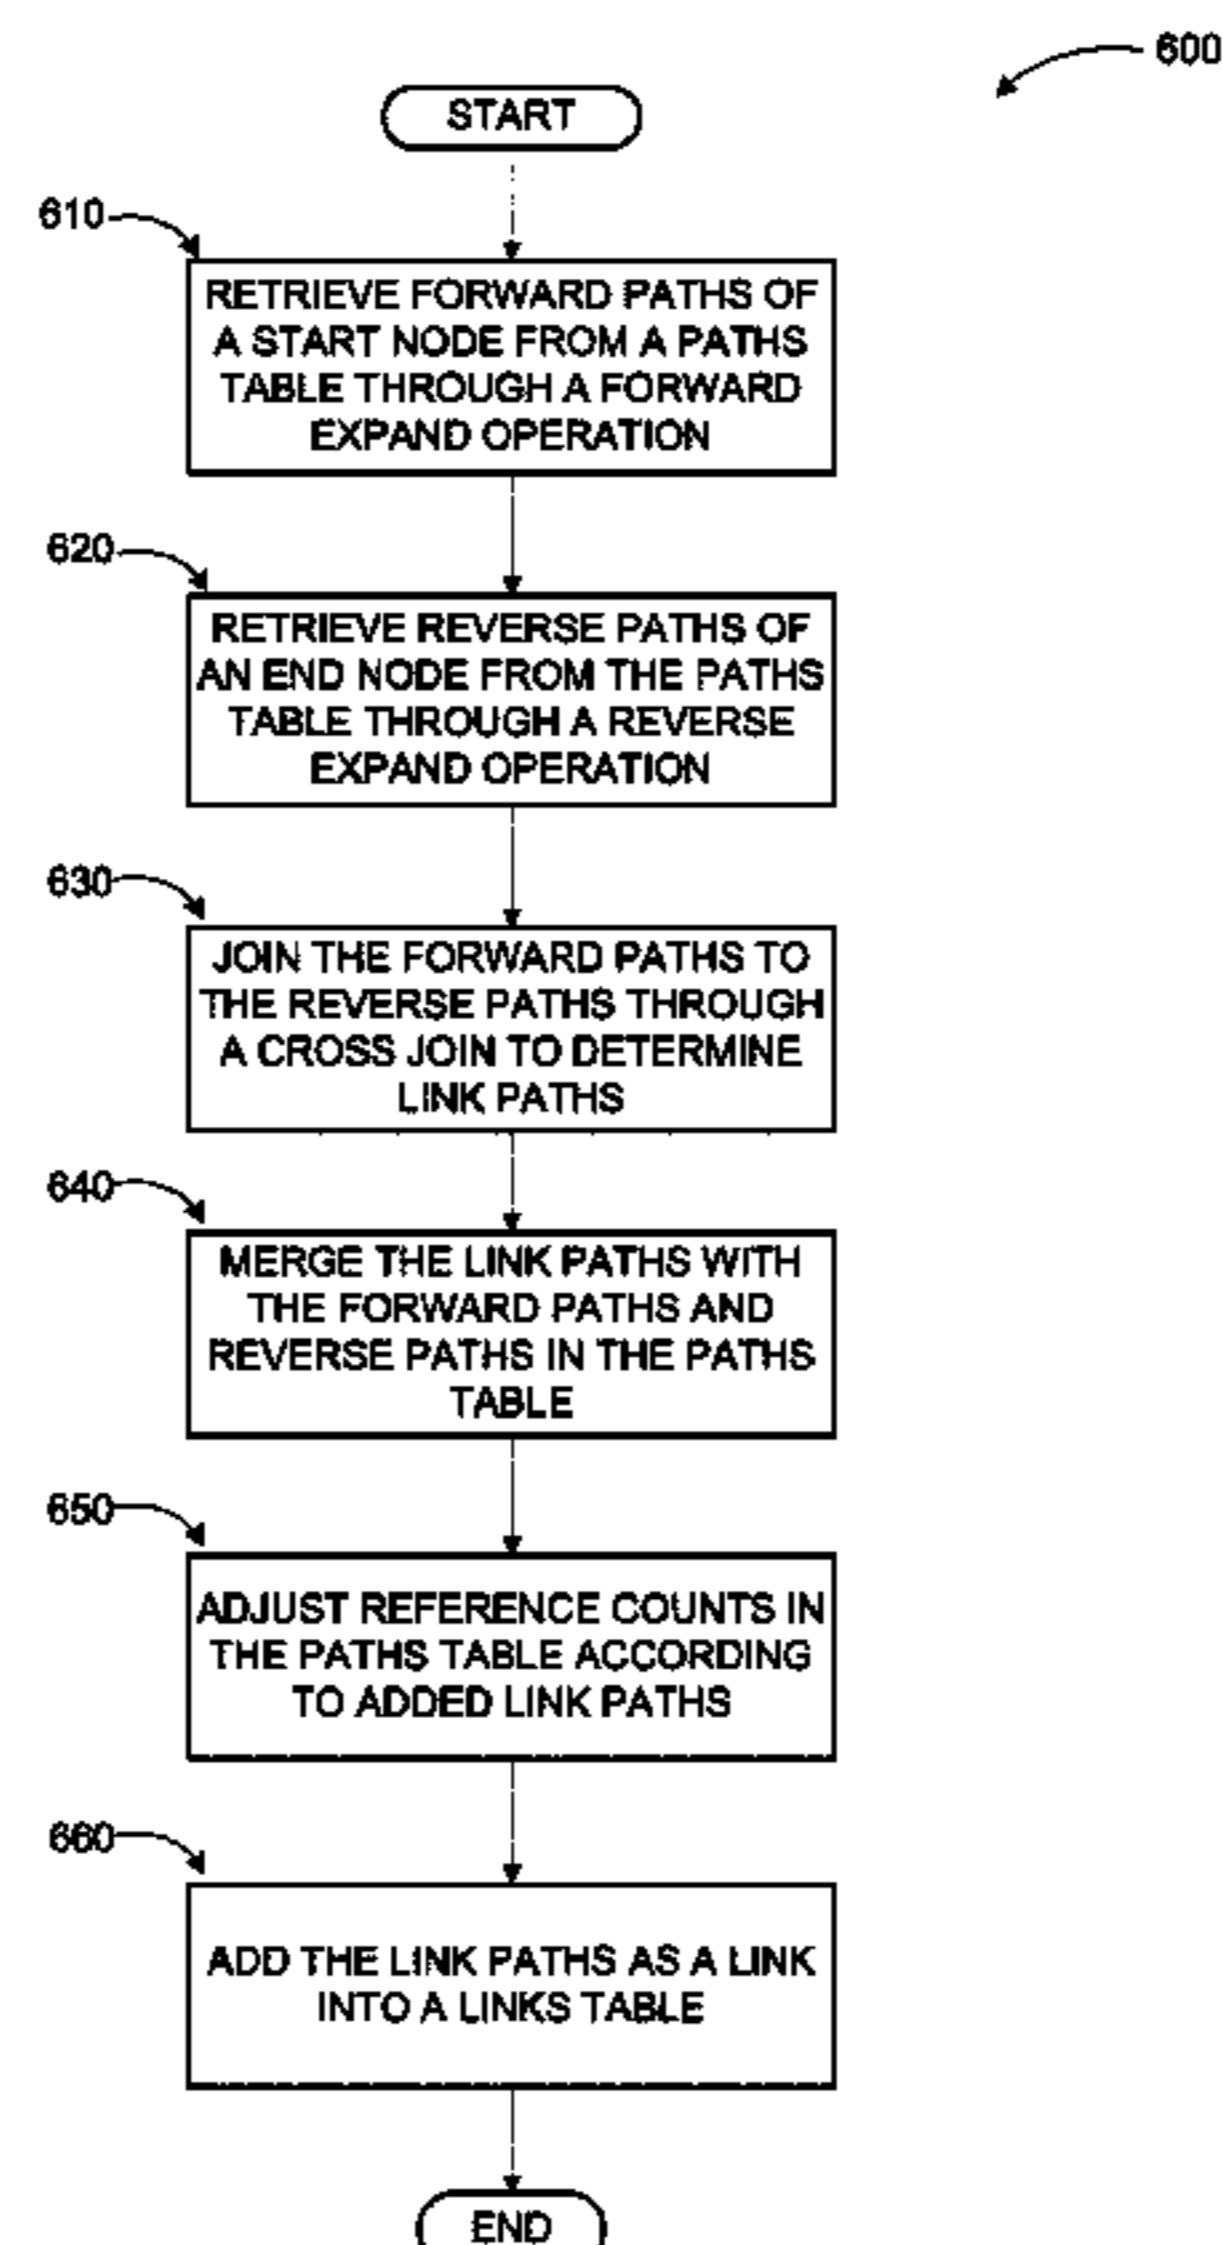 600
START
610
RETRIEVE FORWARD PATHS OF
A START NODE FROM A PATHS
TABLE THROUGH A FORWARD
EXPAND OPERATION
620
RETRIEVE REVERSE PATHS OF
AN END NODE FROM THE PATHS
TABLE THROUGH A REVERSE
EXPAND OPERATION
630
JOIN THE FORWARD PATHS TO
THE REVERSE PATHS THROUGH
A CROSS JOIN TO DETERMINE
LINK PATHS
640
MERGE THE LINK PATHS WITH
THE FORWARD PATHS AND
REVERSE PATHS IN THE PATHS
TABLE
650
ADJUST REFERENCE COUNTS IN
THE PATHS TABLE ACCORDING
TO ADDED LINK PATHS
660
ADD THE LINK PATHS AS A LINK
INTO A LINKS TABLE
END